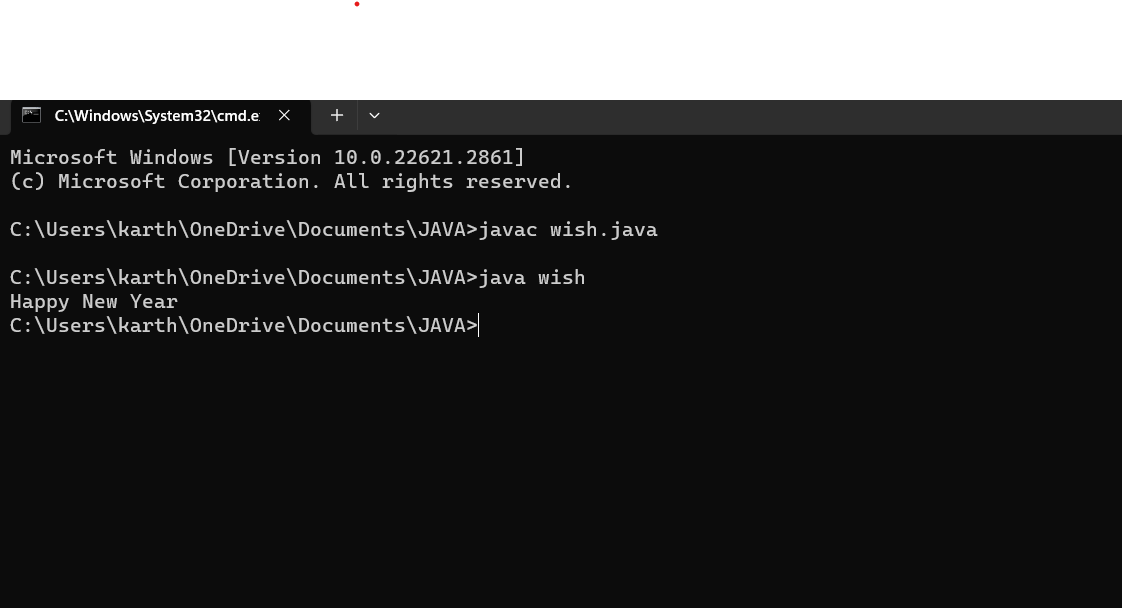 C:\Windows\System32\cmd.e
Microsoft Windows [Version 10.0.22621.2861]
(c) Microsoft Corporation. All rights reserved.
C:\Users\karth\OneDrive\Documents\JAVA>javac wish.java
C:\Users\karth\OneDrive\Documents\JAVA>java wish
Happy New Year
C:\Users\karth\OneDrive\Documents\JAVA>